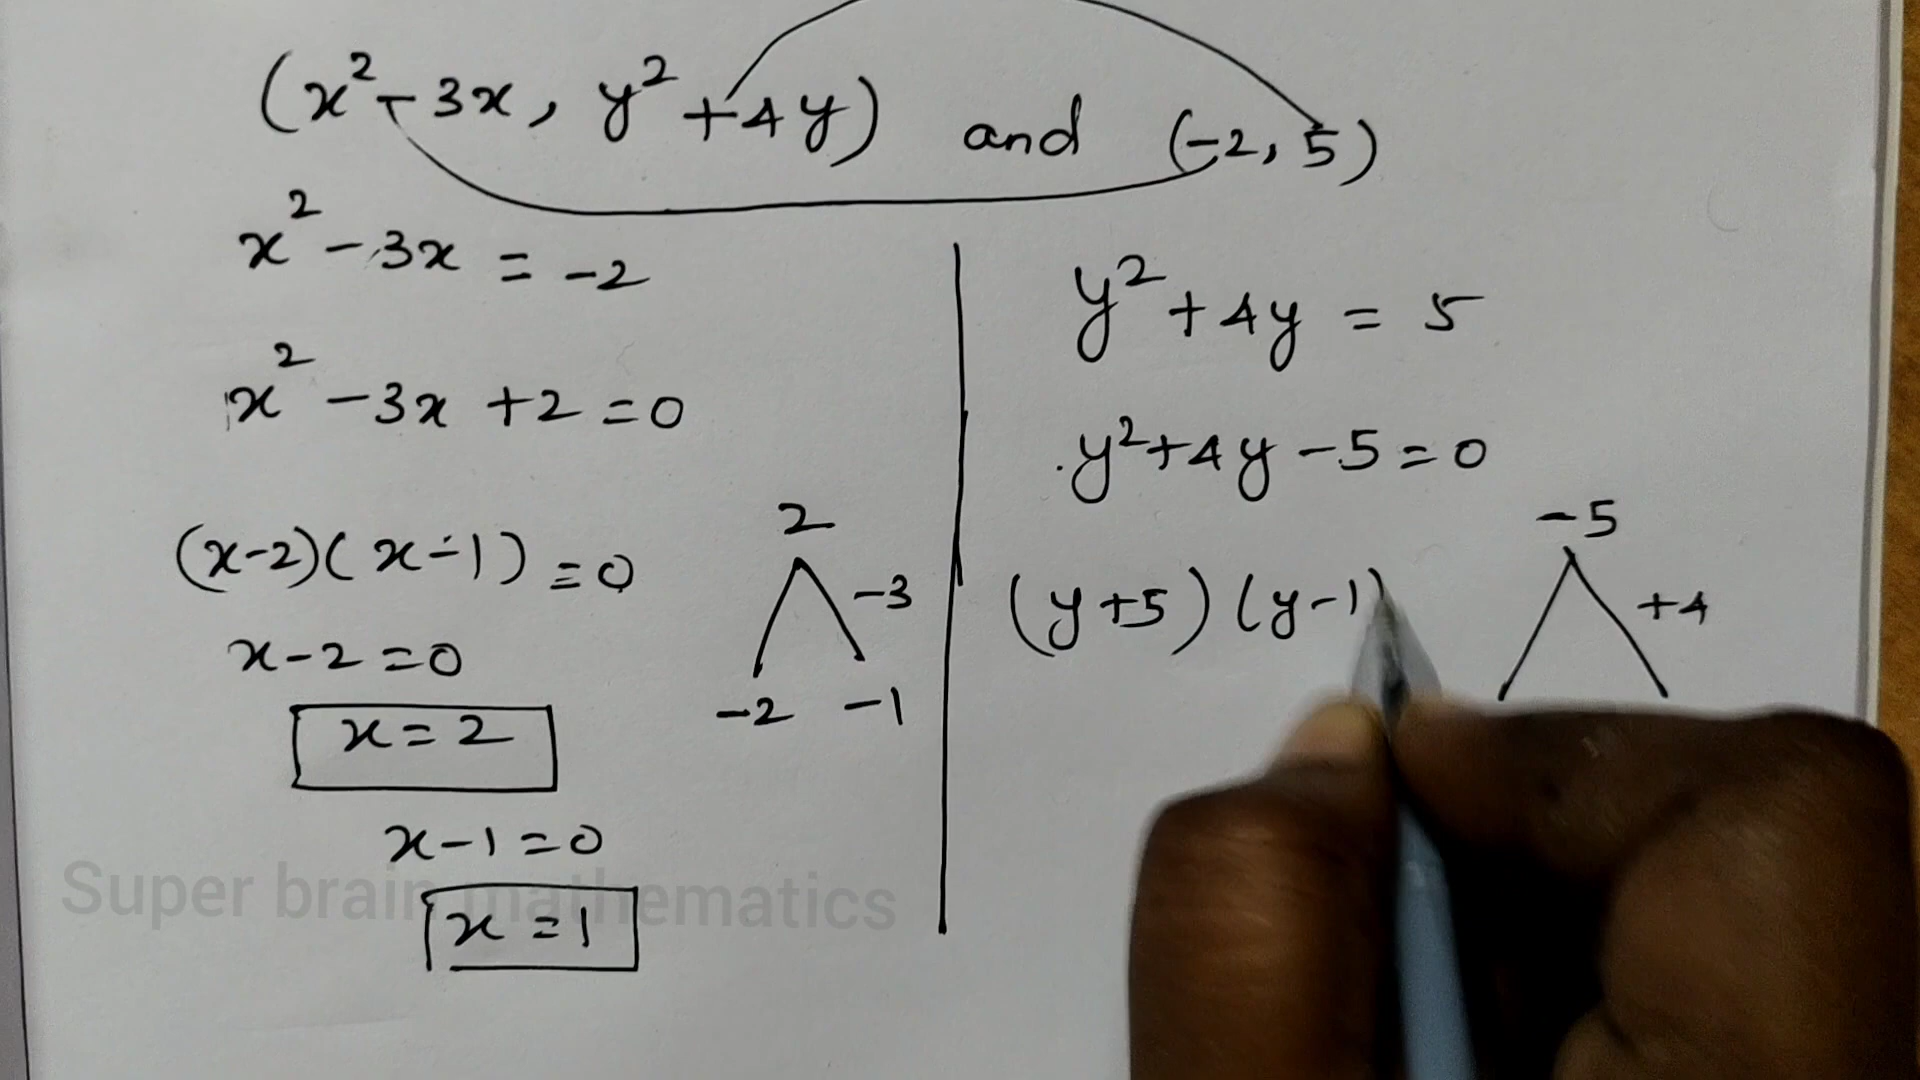 (x² - 3x, y² + 4y) and (-2, 5)
x² - 3x = -2
x² - 3x + 2 = 0
(x-2)(x-1) = 0
2
-3
-2 -1
x - 2 = 0
x = 2
x - 1 = 0
x = 1
y² + 4y = 5
y² + 4y - 5 = 0
(y+5)(y-1)
-5
+4
Super brain mathematics